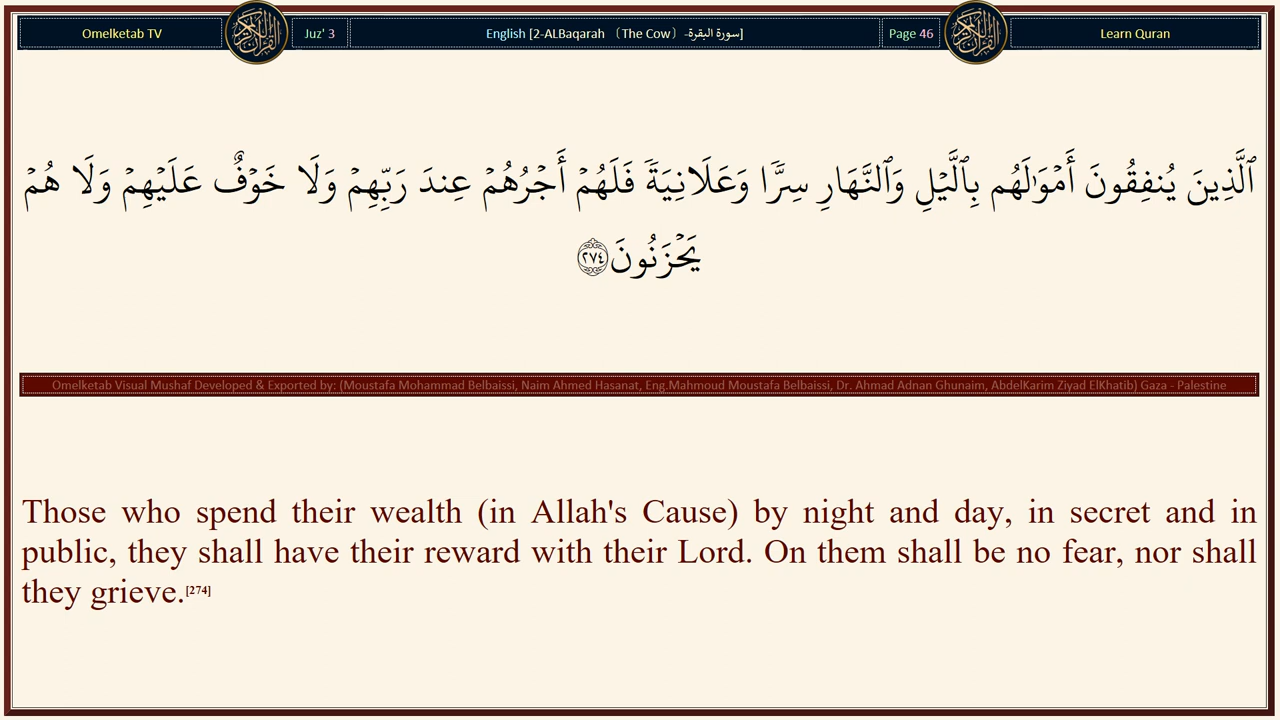 Omelketab TV
Juz' 3
English [2-ALBaqarah （The Cow） -سورة البقرة]
Page 46
Learn Quran
ٱلَّذِينَ يُنفِقُونَ أَمۡوَٰلَهُم بِٱلَّيۡلِ وَٱلنَّهَارِ سِرّٗا وَعَلَانِيَةٗ فَلَهُمۡ أَجۡرُهُمۡ عِندَ رَبِّهِمۡ وَلَا خَوۡفٌ عَلَيۡهِمۡ وَلَا هُمۡ
يَحۡزَنُونَ ٢٧٤
Omelketab Visual Mushaf Developed & Exported by: (Moustafa Mohammad Belbaissi, Naim Ahmed Hasanat, Eng.Mahmoud Moustafa Belbaissi, Dr. Ahmad Adnan Ghunaim, AbdelKarim Ziyad ElKhatib) Gaza - Palestine
Those who spend their wealth (in Allah's Cause) by night and day, in secret and in
public, they shall have their reward with their Lord. On them shall be no fear, nor shall
they grieve.[274]